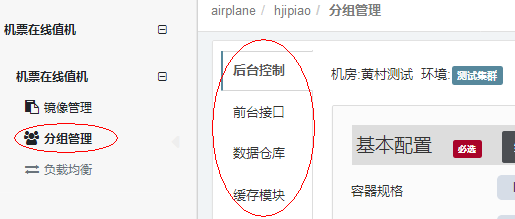 机票在线值机
机票在线值机
镜像管理
分组管理
负载均衡
airplane / hjipiao / 分组管理
后台控制
前台接口
数据仓库
缓存模块
机房:黄村测试 环境: 测试集群
基本配置 必选
容器规格